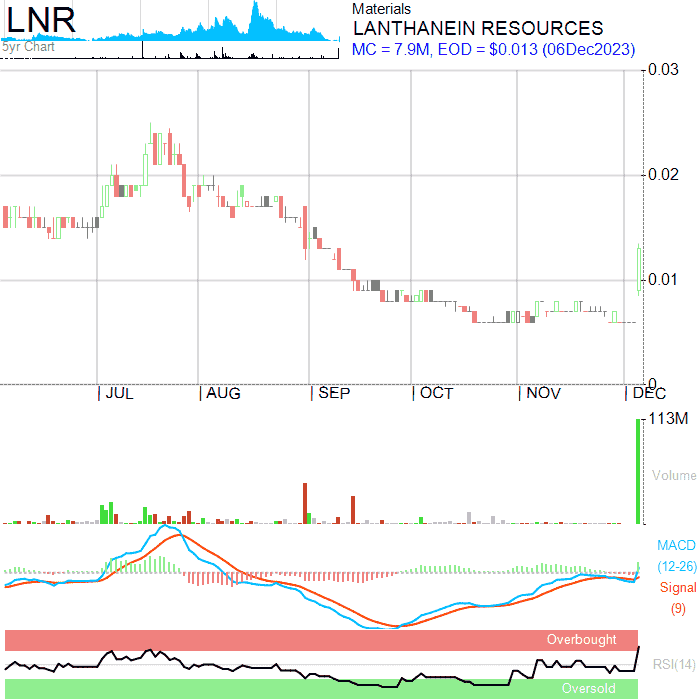 LNR
5yr Chart
Materials
LANTHANEIN RESOURCES
MC = 7.9M, EOD = $0.013 (06Dec2023)
0.03
0.02
0.01
0
JUL AUG SEP OCT NOV DEC
113M
Volume
MACD
(12-26)
Signal
(9)
Overbought
RSI(14)
Oversold